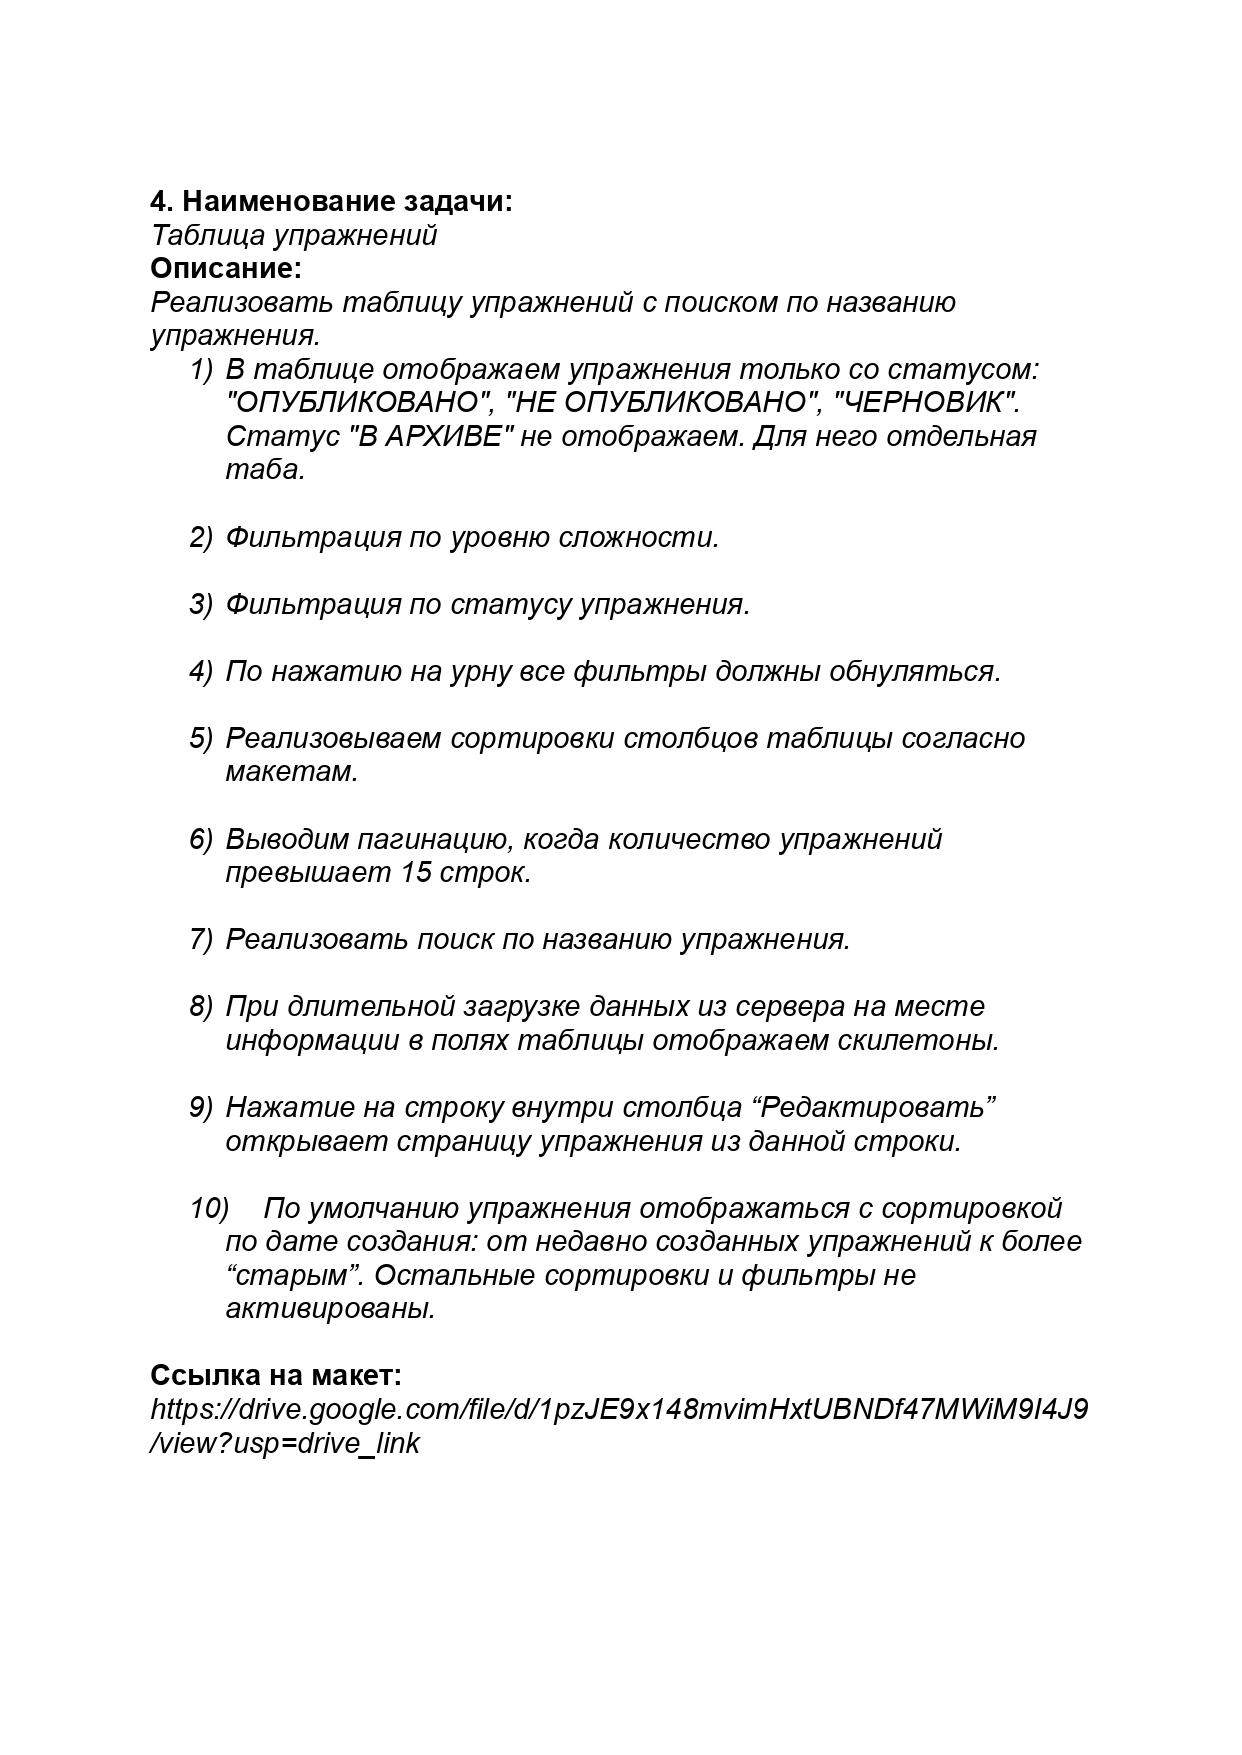 4. Наименование задачи:
Таблица упражнений
Описание:
Реализовать таблицу упражнений с поиском по названию
упражнения.
1) В таблице отображаем упражнения только со статусом:
"ОПУБЛИКОВАНО", "НЕ ОПУБЛИКОВАНО", "ЧЕРНОВИК".
Статус "В АРХИВЕ" не отображаем. Для него отдельная
таба.
2) Фильтрация по уровню сложности.
3) Фильтрация по статусу упражнения.
4) По нажатию на урну все фильтры должны обнуляться.
5) Реализовываем сортировки столбцов таблицы согласно
макетам.
6) Выводим пагинацию, когда количество упражнений
превышает 15 строк.
7) Реализовать поиск по названию упражнения.
8) При длительной загрузке данных из сервера на месте
информации в полях таблицы отображаем скилетоны.
9) Нажатие на строку внутри столбца “Редактировать”
открывает страницу упражнения из данной строки.
10) По умолчанию упражнения отображаться с сортировкой
по дате создания: от недавно созданных упражнений к более
“старым”. Остальные сортировки и фильтры не
активированы.
Ссылка на макет:
https://drive.google.com/file/d/1pzJE9x148mvimHxtUBNDf47MWiM9I4J9
/view?usp=drive_link